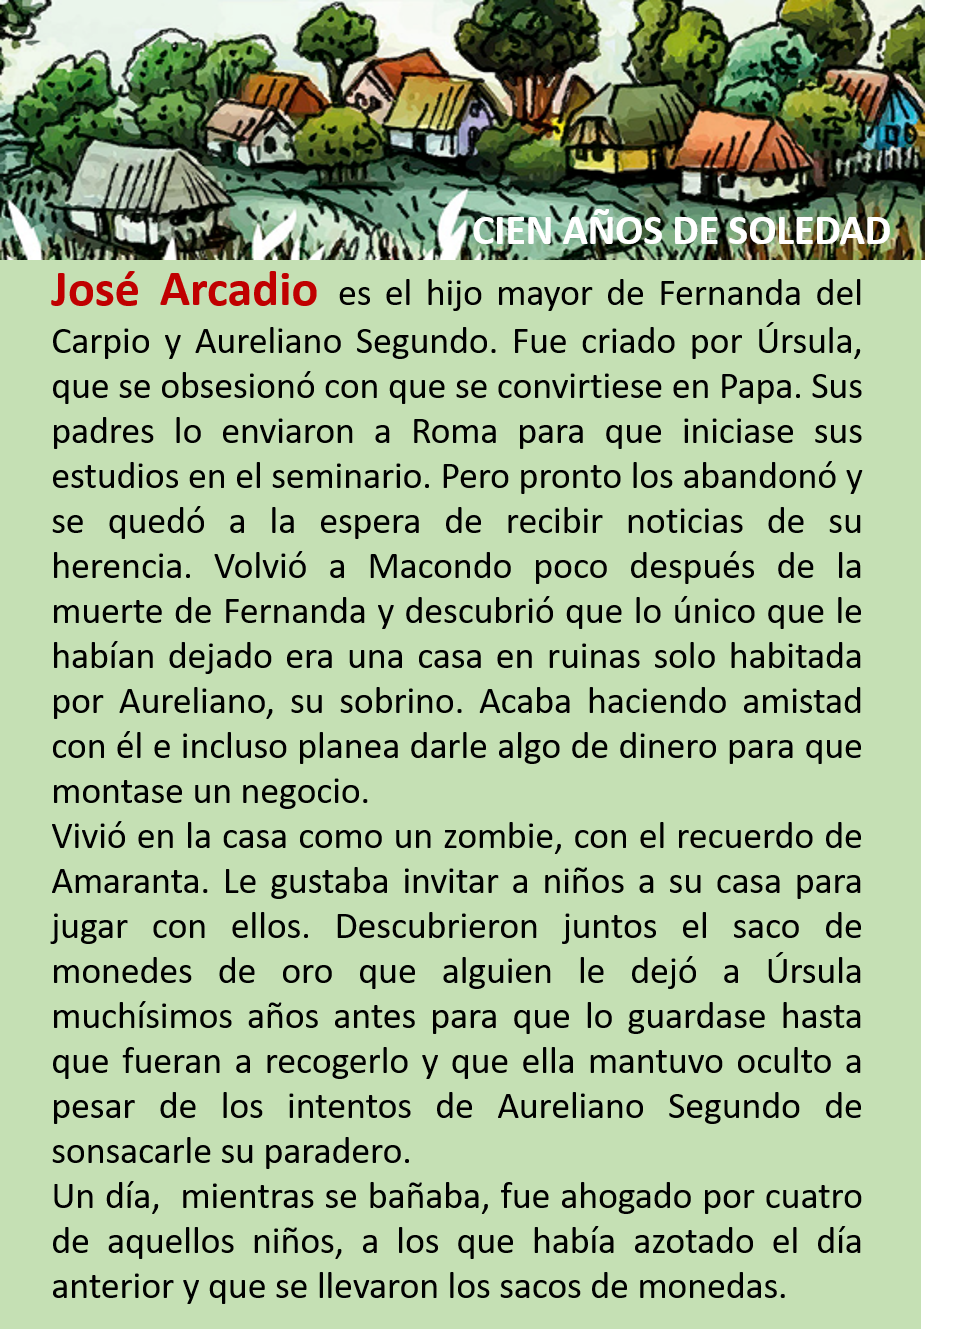 CIEN AÑOS DE SOLEDAD
José Arcadio es el hijo mayor de Fernanda del
Carpio y Aureliano Segundo. Fue criado por Úrsula,
que se obsesionó con que se convirtiese en Papa. Sus
padres lo enviaron a Roma para que iniciase sus
estudios en el seminario. Pero pronto los abandonó y
se quedó a la espera de recibir noticias de su
herencia. Volvió a Macondo poco después de la
muerte de Fernanda y descubrió que lo único que le
habían dejado era una casa en ruinas solo habitada
por Aureliano, su sobrino. Acaba haciendo amistad
con él e incluso planea darle algo de dinero para que
montase un negocio.
Vivió en la casa como un zombie, con el recuerdo de
Amaranta. Le gustaba invitar a niños a su casa para
jugar con ellos. Descubrieron juntos el saco de
monedes de oro que alguien le dejó a Úrsula
muchísimos años antes para que lo guardase hasta
que fueran a recogerlo y que ella mantuvo oculto a
pesar de los intentos de Aureliano Segundo de
sonsacarle su paradero.
Un día, mientras se bañaba, fue ahogado por cuatro
de aquellos niños, a los que había azotado el día
anterior y que se llevaron los sacos de monedas.